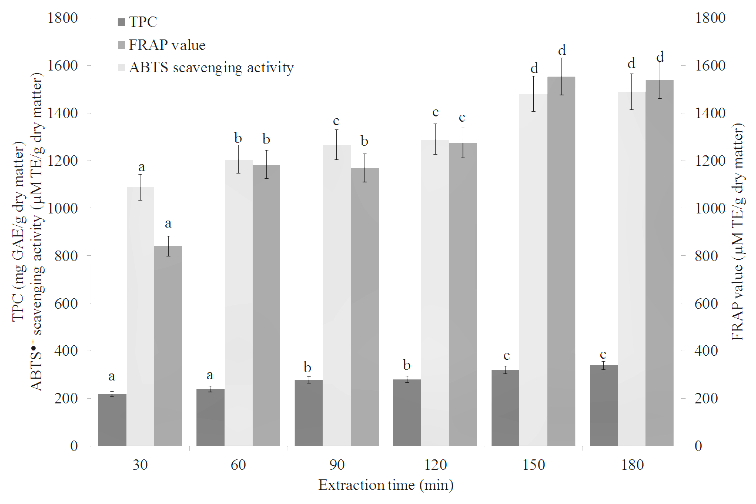 1800
1600
1400
1200
1000
800
600
400
200
0
TPC (mg GAE/g dry matter)
ABTS•⁻ scavenging activity (µM TE/g dry matter)
TPC
FRAP value
ABTS scavenging activity
a a a
a b b
b c b
b c c
c d d
c d d
30 60 90 120 150 180
Extraction time (min)
1800
1600
1400
1200
1000
800
600
400
200
0
FRAP value (µM TE/g dry matter)